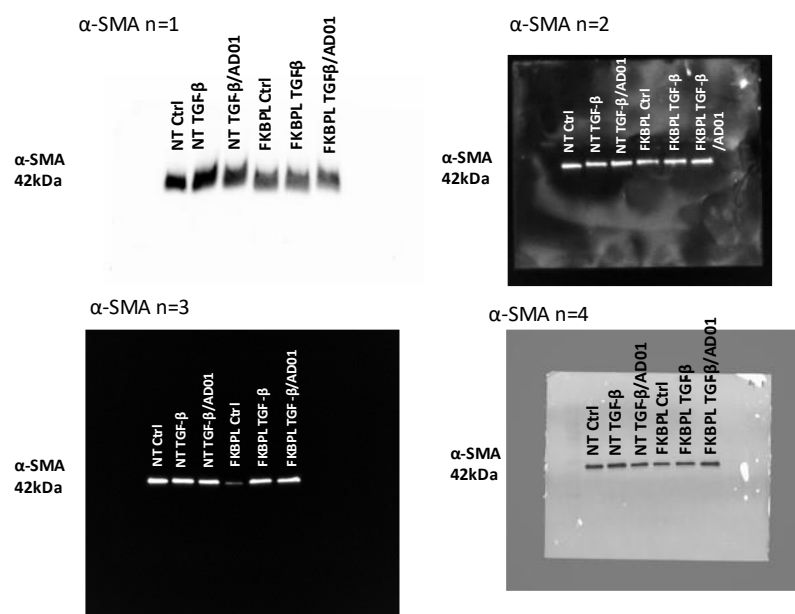 α-SMA n=1
NT Ctrl
NT TGF-β
NT TGF-β/AD01
FKBPL Ctrl
FKBPL TGFβ
FKBPL TGFβ/AD01
α-SMA
42kDa
α-SMA n=2
NT Ctrl
NT TGF-β
NT TGF-β/AD01
FKBPL Ctrl
FKBPL TGF-β
FKBPL TGF-β
/AD01
α-SMA
42kDa
α-SMA n=3
NT Ctrl
NT TGF-β
NT TGF-β/AD01
FKBPL Ctrl
FKBPL TGF-β
FKBPL TGF-β/AD01
α-SMA
42kDa
α-SMA n=4
NT Ctrl
NT TGF-β
NT TGF-β/AD01
FKBPL Ctrl
FKBPL TGFβ
FKBPL TGFβ/AD01
α-SMA
42kDa